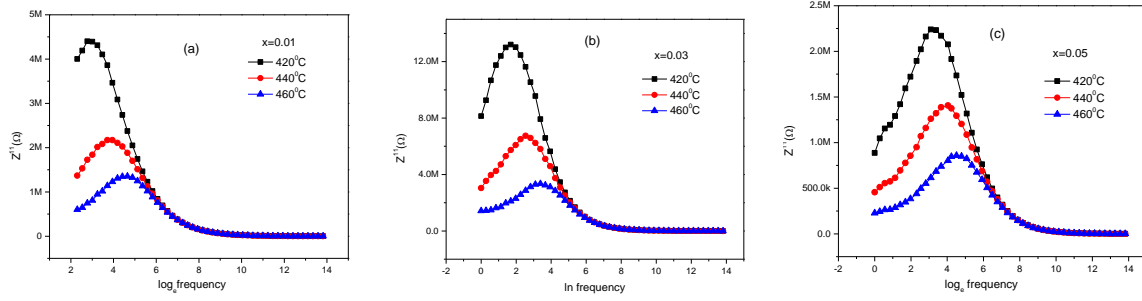 5M
4M
3M
2M
1M
0
2 4 6 8 10 12 14
Z¹¹(Ω)
logₑ frequency
(a)
x=0.01
420⁰C
440⁰C
460⁰C
12.0M
8.0M
4.0M
0.0
-2 0 2 4 6 8 10 12 14
Z¹¹(Ω)
ln frequency
(b)
x=0.03
420⁰C
440⁰C
460⁰C
2.5M
2.0M
1.5M
1.0M
500.0k
0.0
-2 0 2 4 6 8 10 12 14
Z¹¹(Ω)
logₑ frequency
(c)
x=0.05
420⁰C
440⁰C
460⁰C